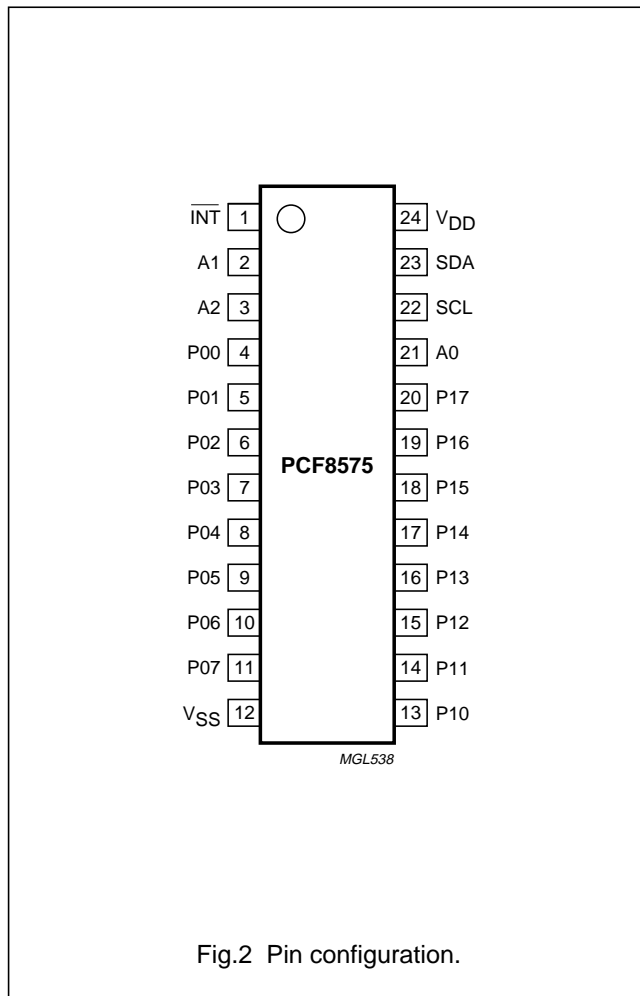 INT 1 24 VDD
A1 2 23 SDA
A2 3 22 SCL
P00 4 21 A0
P01 5 20 P17
P02 6 19 P16
PCF8575
P03 7 18 P15
P04 8 17 P14
P05 9 16 P13
P06 10 15 P12
P07 11 14 P11
VSS 12 13 P10
MGL538
Fig.2 Pin configuration.